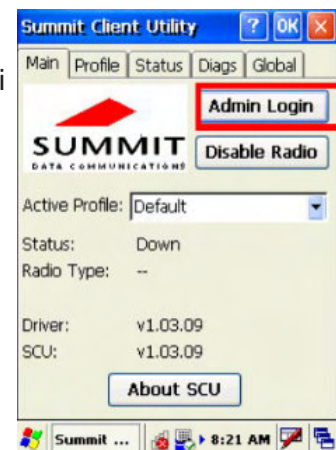 Summit Client Utility ? OK X
Main Profile Status Diags Global
i
Admin Login
SUMMIT
DATA COMMUNICATIONS
Disable Radio
Active Profile: Default
Status: Down
Radio Type: --
Driver: v1.03.09
SCU: v1.03.09
About SCU
Summit ... 8:21 AM